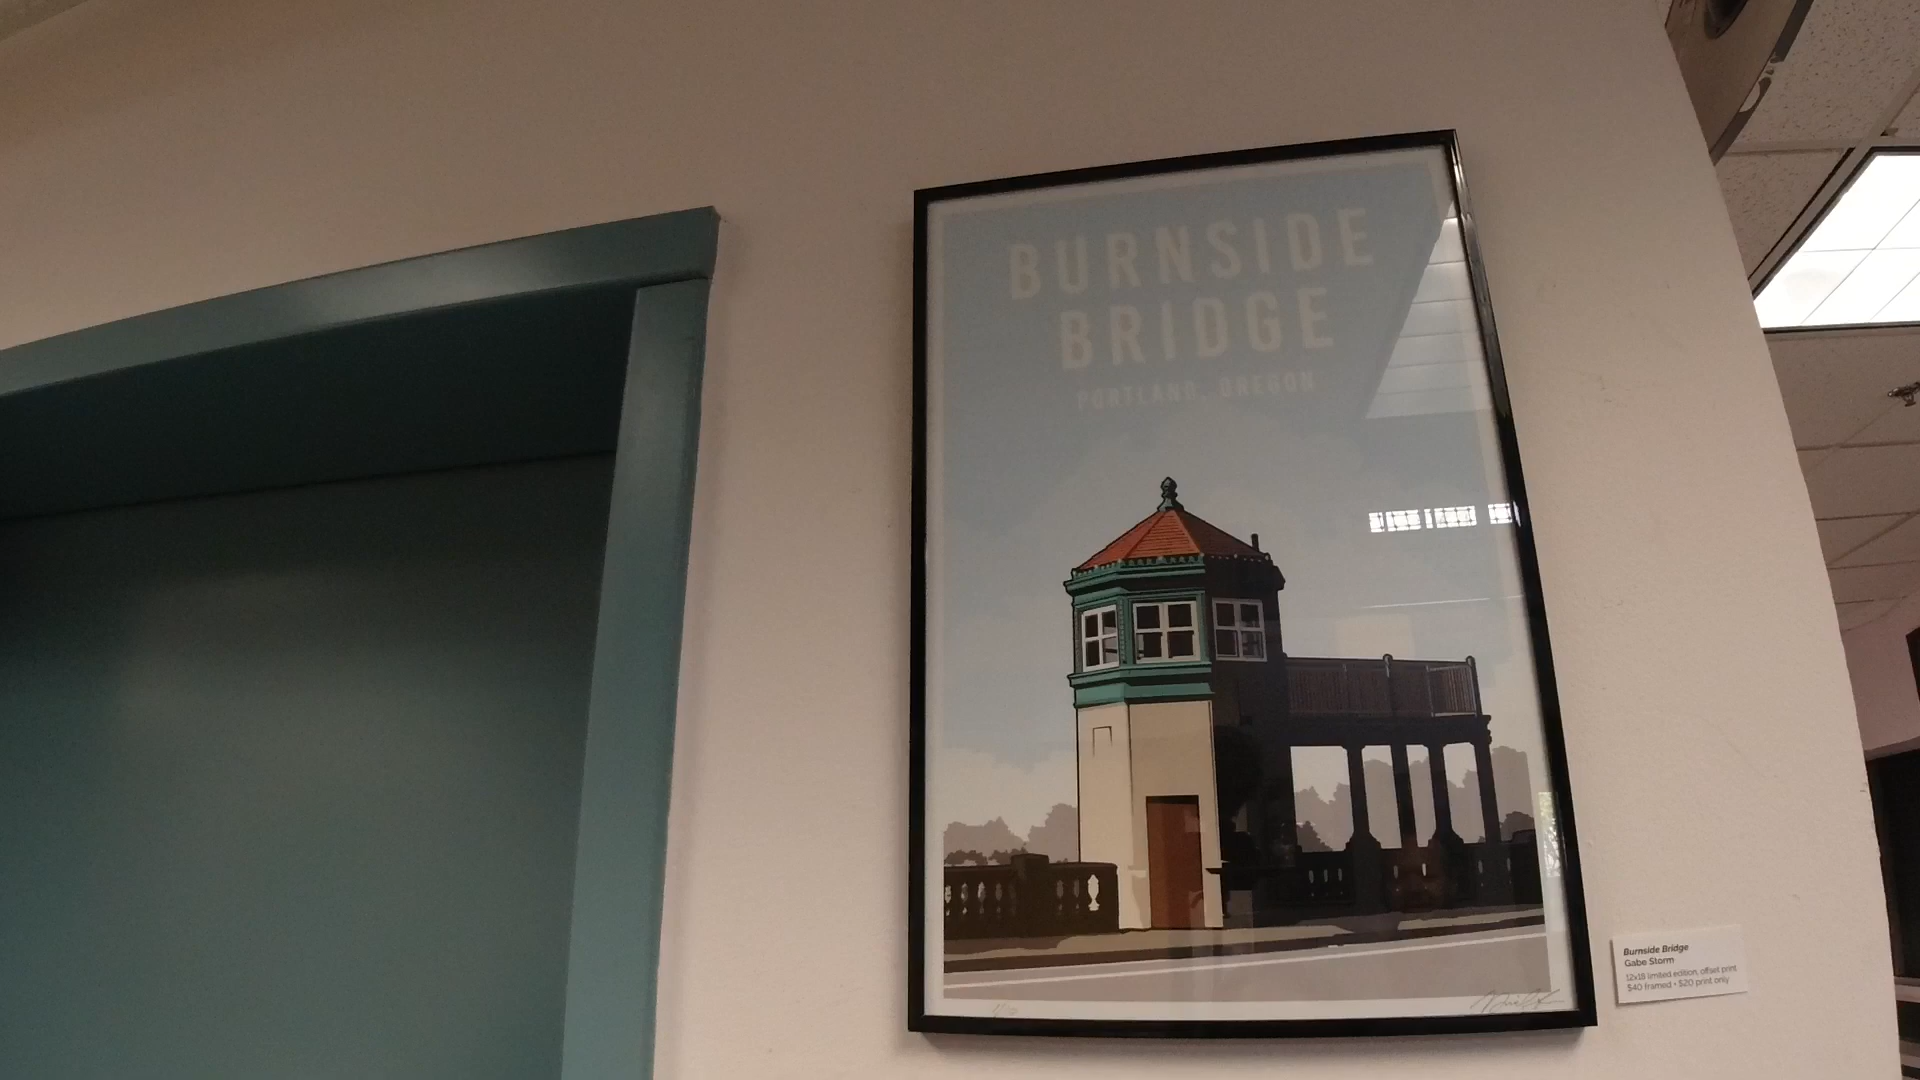 BURNSIDE
BRIDGE
PORTLAND, OREGON
Burnside Bridge
Gabe Storm
12x18 limited edition, offset print
$40 framed • $20 print only